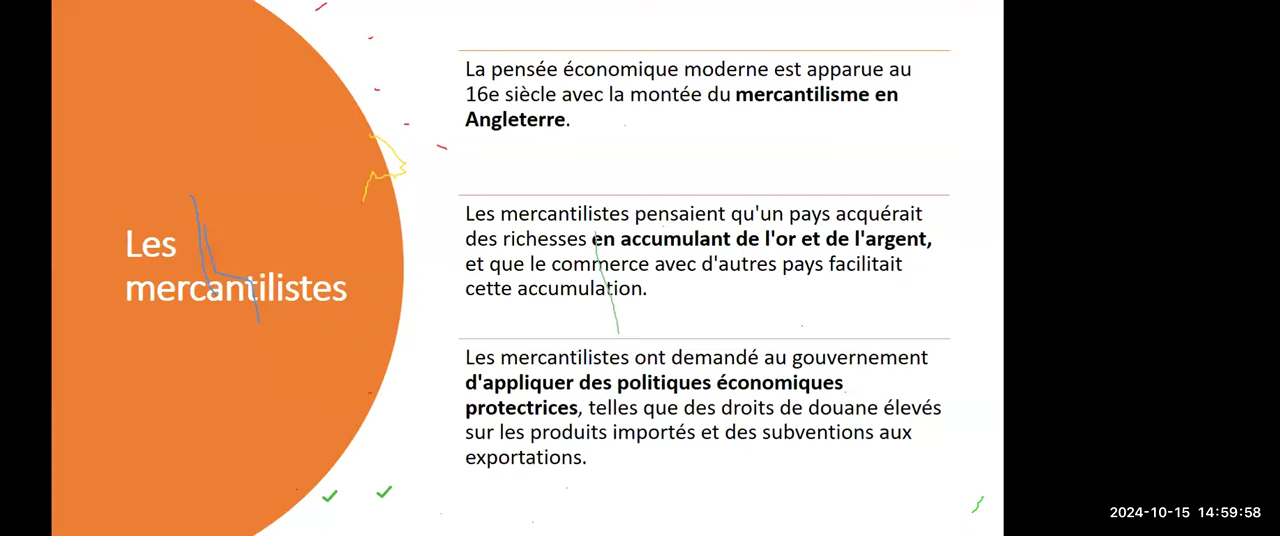 Les
mercantilistes
La pensée économique moderne est apparue au
16e siècle avec la montée du mercantilisme en
Angleterre.
Les mercantilistes pensaient qu'un pays acquérait
des richesses en accumulant de l'or et de l'argent,
et que le commerce avec d'autres pays facilitait
cette accumulation.
Les mercantilistes ont demandé au gouvernement
d'appliquer des politiques économiques
protectrices, telles que des droits de douane élevés
sur les produits importés et des subventions aux
exportations.
2024-10-15 14:59:58